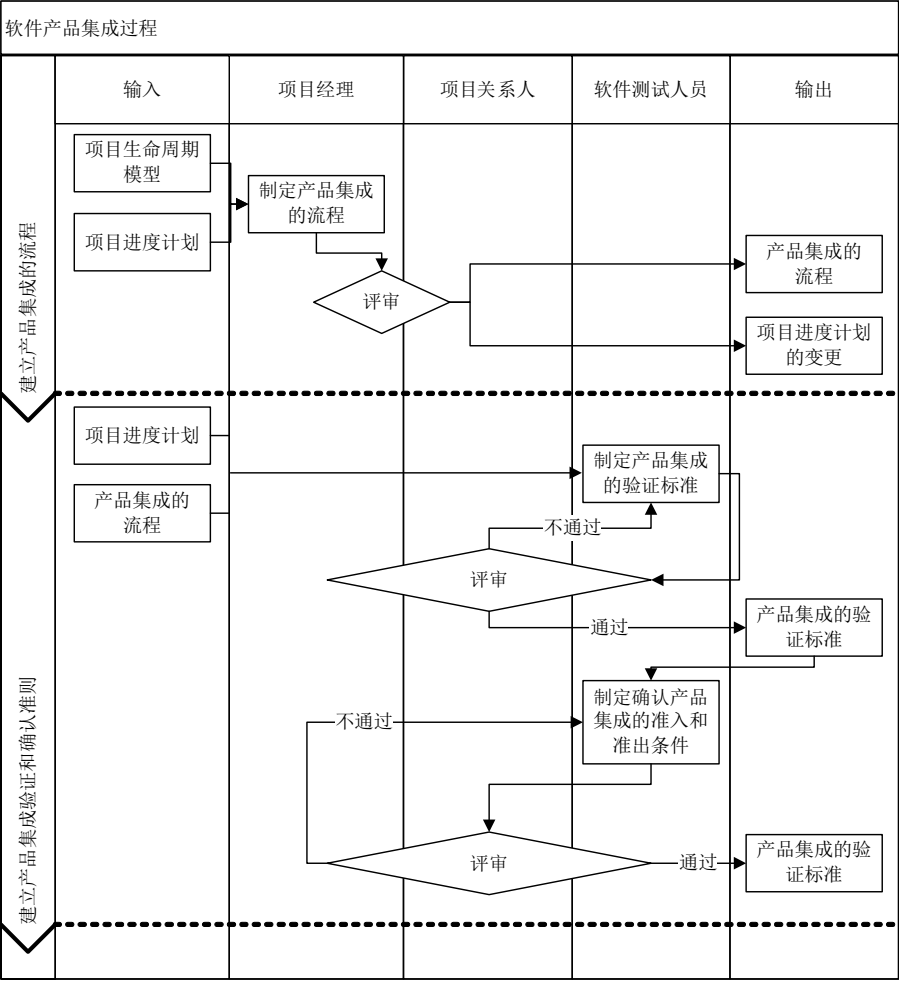 软件产品集成过程
输入
项目经理
项目关系人
软件测试人员
输出
建立产品集成的流程
项目生命周期
模型
项目进度计划
制定产品集成
的流程
评审
产品集成的
流程
项目进度计划
的变更
建立产品集成验证和确认准则
项目进度计划
产品集成的
流程
制定产品集成
的验证标准
不通过
评审
通过
产品集成的验
证标准
制定确认产品
集成的准入和
准出条件
不通过
评审
通过
产品集成的验
证标准